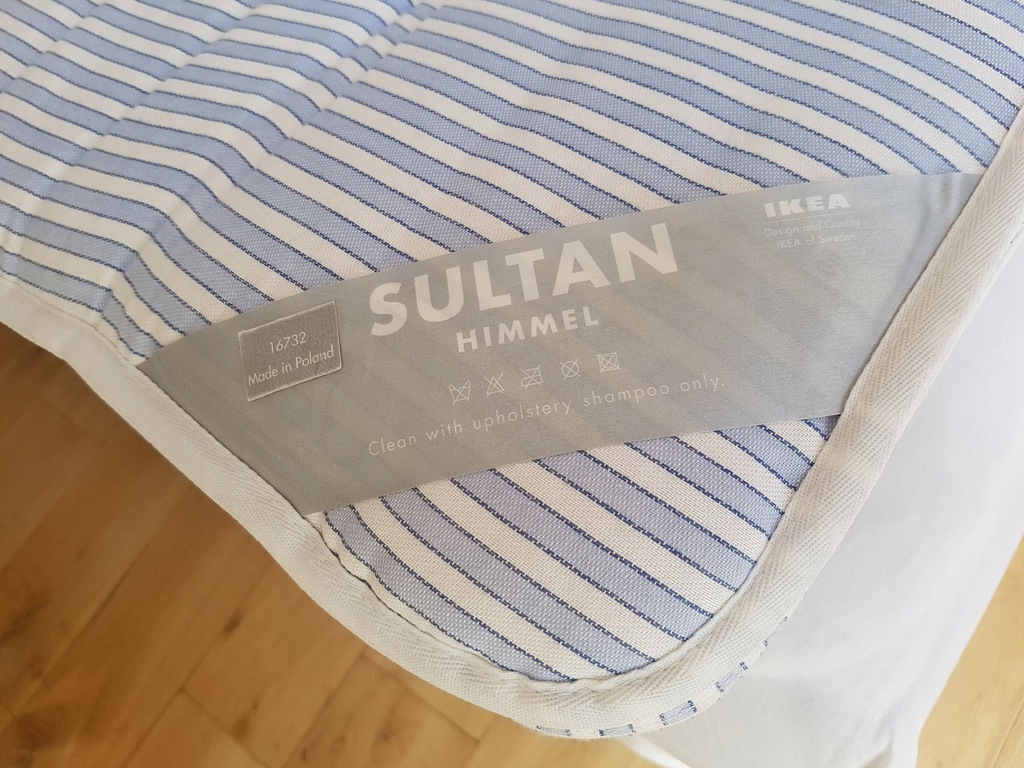 IKEA
Design and Quality
IKEA of Sweden
SULTAN
HIMMEL
16732
Made in Poland
Clean with upholstery shampoo only.